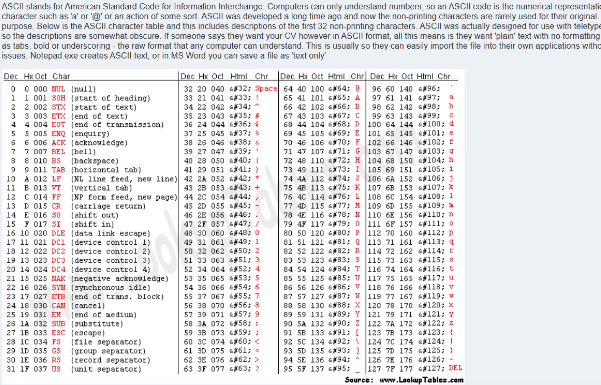 ASCII stands for American Standard Code for Information Interchange. Computers can only understand numbers, so an ASCII code is the numerical representatic
character such as 'a' or '@' or an action of some sort. ASCII was developed a long time ago and now the non-printing characters are rarely used for their original
purpose. Below is the ASCII character table and this includes descriptions of the first 32 non-printing characters. ASCII was actually designed for use with teletype
so the descriptions are somewhat obscure. If someone says they want your CV however in ASCII format, all this means is they want 'plain' text with no formatting
as tabs, bold or underscoring - the raw format that any computer can understand. This is usually so they can easily import the file into their own applications witho
issues. Notepad.exe creates ASCII text, or in MS Word you can save a file as 'text only'
Dec Hx Oct Char Dec Hx Oct Html Chr Dec Hx Oct Html Chr Dec Hx Oct Html Chr
0 0 000 NUL (null) 32 20 040 &#32; Space 64 40 100 &#64; @ 96 60 140 &#96; `
1 1 001 SOH (start of heading) 33 21 041 &#33; ! 65 41 101 &#65; A 97 61 141 &#97; a
2 2 002 STX (start of text) 34 22 042 &#34; " 66 42 102 &#66; B 98 62 142 &#98; b
3 3 003 ETX (end of text) 35 23 043 &#35; # 67 43 103 &#67; C 99 63 143 &#99; c
4 4 004 EOT (end of transmission) 36 24 044 &#36; $ 68 44 104 &#68; D 100 64 144 &#100; d
5 5 005 ENQ (enquiry) 37 25 045 &#37; % 69 45 105 &#69; E 101 65 145 &#101; e
6 6 006 ACK (acknowledge) 38 26 046 &#38; & 70 46 106 &#70; F 102 66 146 &#102; f
7 7 007 BEL (bell) 39 27 047 &#39; ' 71 47 107 &#71; G 103 67 147 &#103; g
8 8 010 BS (backspace) 40 28 050 &#40; ( 72 48 110 &#72; H 104 68 150 &#104; h
9 9 011 TAB (horizontal tab) 41 29 051 &#41; ) 73 49 111 &#73; I 105 69 151 &#105; i
10 A 012 LF (NL line feed, new line) 42 2A 052 &#42; * 74 4A 112 &#74; J 106 6A 152 &#106; j
11 B 013 VT (vertical tab) 43 2B 053 &#43; + 75 4B 113 &#75; K 107 6B 153 &#107; k
12 C 014 FF (NP form feed, new page) 44 2C 054 &#44; , 76 4C 114 &#76; L 108 6C 154 &#108; l
13 D 015 CR (carriage return) 45 2D 055 &#45; - 77 4D 115 &#77; M 109 6D 155 &#109; m
14 E 016 SO (shift out) 46 2E 056 &#46; . 78 4E 116 &#78; N 110 6E 156 &#110; n
15 F 017 SI (shift in) 47 2F 057 &#47; / 79 4F 117 &#79; O 111 6F 157 &#111; o
16 10 020 DLE (data link escape) 48 30 060 &#48; 0 80 50 120 &#80; P 112 70 160 &#112; p
17 11 021 DC1 (device control 1) 49 31 061 &#49; 1 81 51 121 &#81; Q 113 71 161 &#113; q
18 12 022 DC2 (device control 2) 50 32 062 &#50; 2 82 52 122 &#82; R 114 72 162 &#114; r
19 13 023 DC3 (device control 3) 51 33 063 &#51; 3 83 53 123 &#83; S 115 73 163 &#115; s
20 14 024 DC4 (device control 4) 52 34 064 &#52; 4 84 54 124 &#84; T 116 74 164 &#116; t
21 15 025 NAK (negative acknowledge) 53 35 065 &#53; 5 85 55 125 &#85; U 117 75 165 &#117; u
22 16 026 SYN (synchronous idle) 54 36 066 &#54; 6 86 56 126 &#86; V 118 76 166 &#118; v
23 17 027 ETB (end of trans. block) 55 37 067 &#55; 7 87 57 127 &#87; W 119 77 167 &#119; w
24 18 030 CAN (cancel) 56 38 070 &#56; 8 88 58 130 &#88; X 120 78 170 &#120; x
25 19 031 EM (end of medium) 57 39 071 &#57; 9 89 59 131 &#89; Y 121 79 171 &#121; y
26 1A 032 SUB (substitute) 58 3A 072 &#58; : 90 5A 132 &#90; Z 122 7A 172 &#122; z
27 1B 033 ESC (escape) 59 3B 073 &#59; ; 91 5B 133 &#91; [ 123 7B 173 &#123; {
28 1C 034 FS (file separator) 60 3C 074 &#60; < 92 5C 134 &#92; \ 124 7C 174 &#124; |
29 1D 035 GS (group separator) 61 3D 075 &#61; = 93 5D 135 &#93; ] 125 7D 175 &#125; }
30 1E 036 RS (record separator) 62 3E 076 &#62; > 94 5E 136 &#94; ^ 126 7E 176 &#126; ~
31 1F 037 US (unit separator) 63 3F 077 &#63; ? 95 5F 137 &#95; _ 127 7F 177 &#127; DEL
Source: www.LookupTables.com